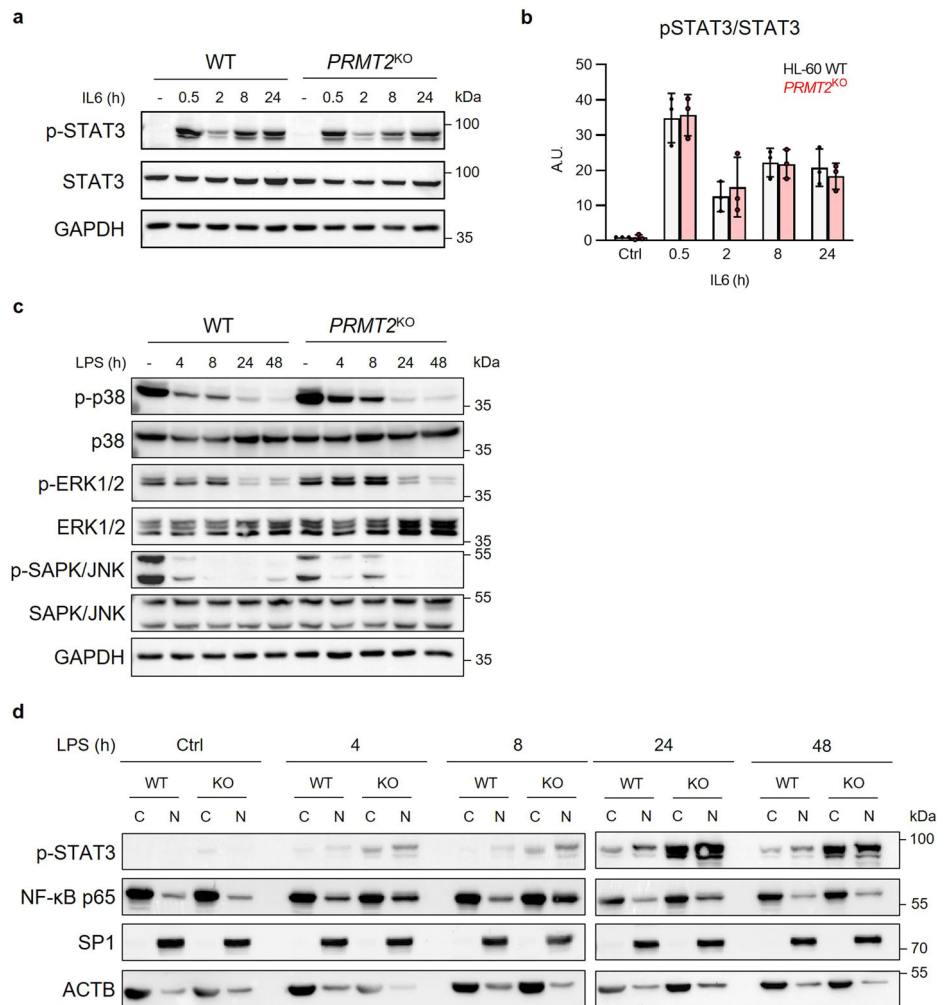 a
WT PRMT2KO
IL6 (h) - 0.5 2 8 24 - 0.5 2 8 24 kDa
p-STAT3 100
STAT3 100
GAPDH 35
b
pSTAT3/STAT3
HL-60 WT
PRMT2KO
A.U.
50
40
30
20
10
0
Ctrl 0.5 2 8 24
IL6 (h)
c
WT PRMT2KO
LPS (h) - 4 8 24 48 - 4 8 24 48 kDa
p-p38 35
p38 35
p-ERK1/2 35
ERK1/2 35
p-SAPK/JNK 55
SAPK/JNK 55
GAPDH 35
d
LPS (h) Ctrl 4 8 24 48
WT KO WT KO WT KO WT KO WT KO
C N C N C N C N C N C N C N C N C N C N kDa
p-STAT3 100
NF-κB p65 55
SP1 70
ACTB 55